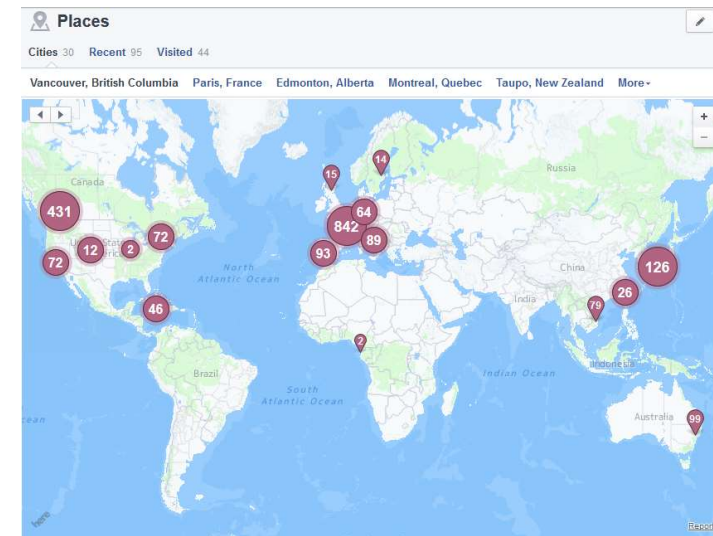 Places
Cities 30 Recent 95 Visited 44
Vancouver, British Columbia Paris, France Edmonton, Alberta Montreal, Quebec Taupo, New Zealand More
+
-
14
15
Russia
Canada
431
64
842
72
12
2
89
93
72
126
China
North
Atlantic Ocean
26
India
79
46
2
Indonesia
Brazil
Indian Ocean
South
Atlantic Ocean
Australia
99
ean
here
Report